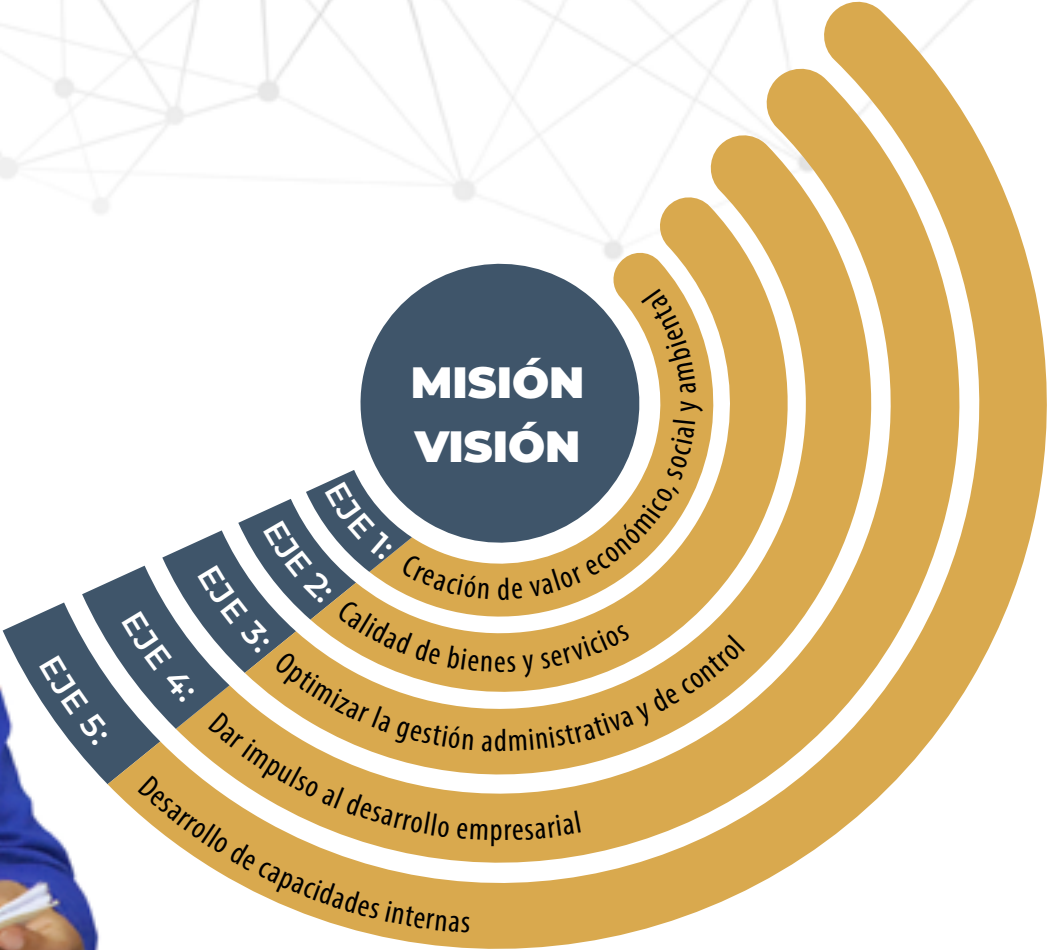 MISIÓN
VISIÓN
EJE 1: Creación de valor económico, social y ambiental
EJE 2: Calidad de bienes y servicios
EJE 3: Optimizar la gestión administrativa y de control
EJE 4: Dar impulso al desarrollo empresarial
EJE 5: Desarrollo de capacidades internas